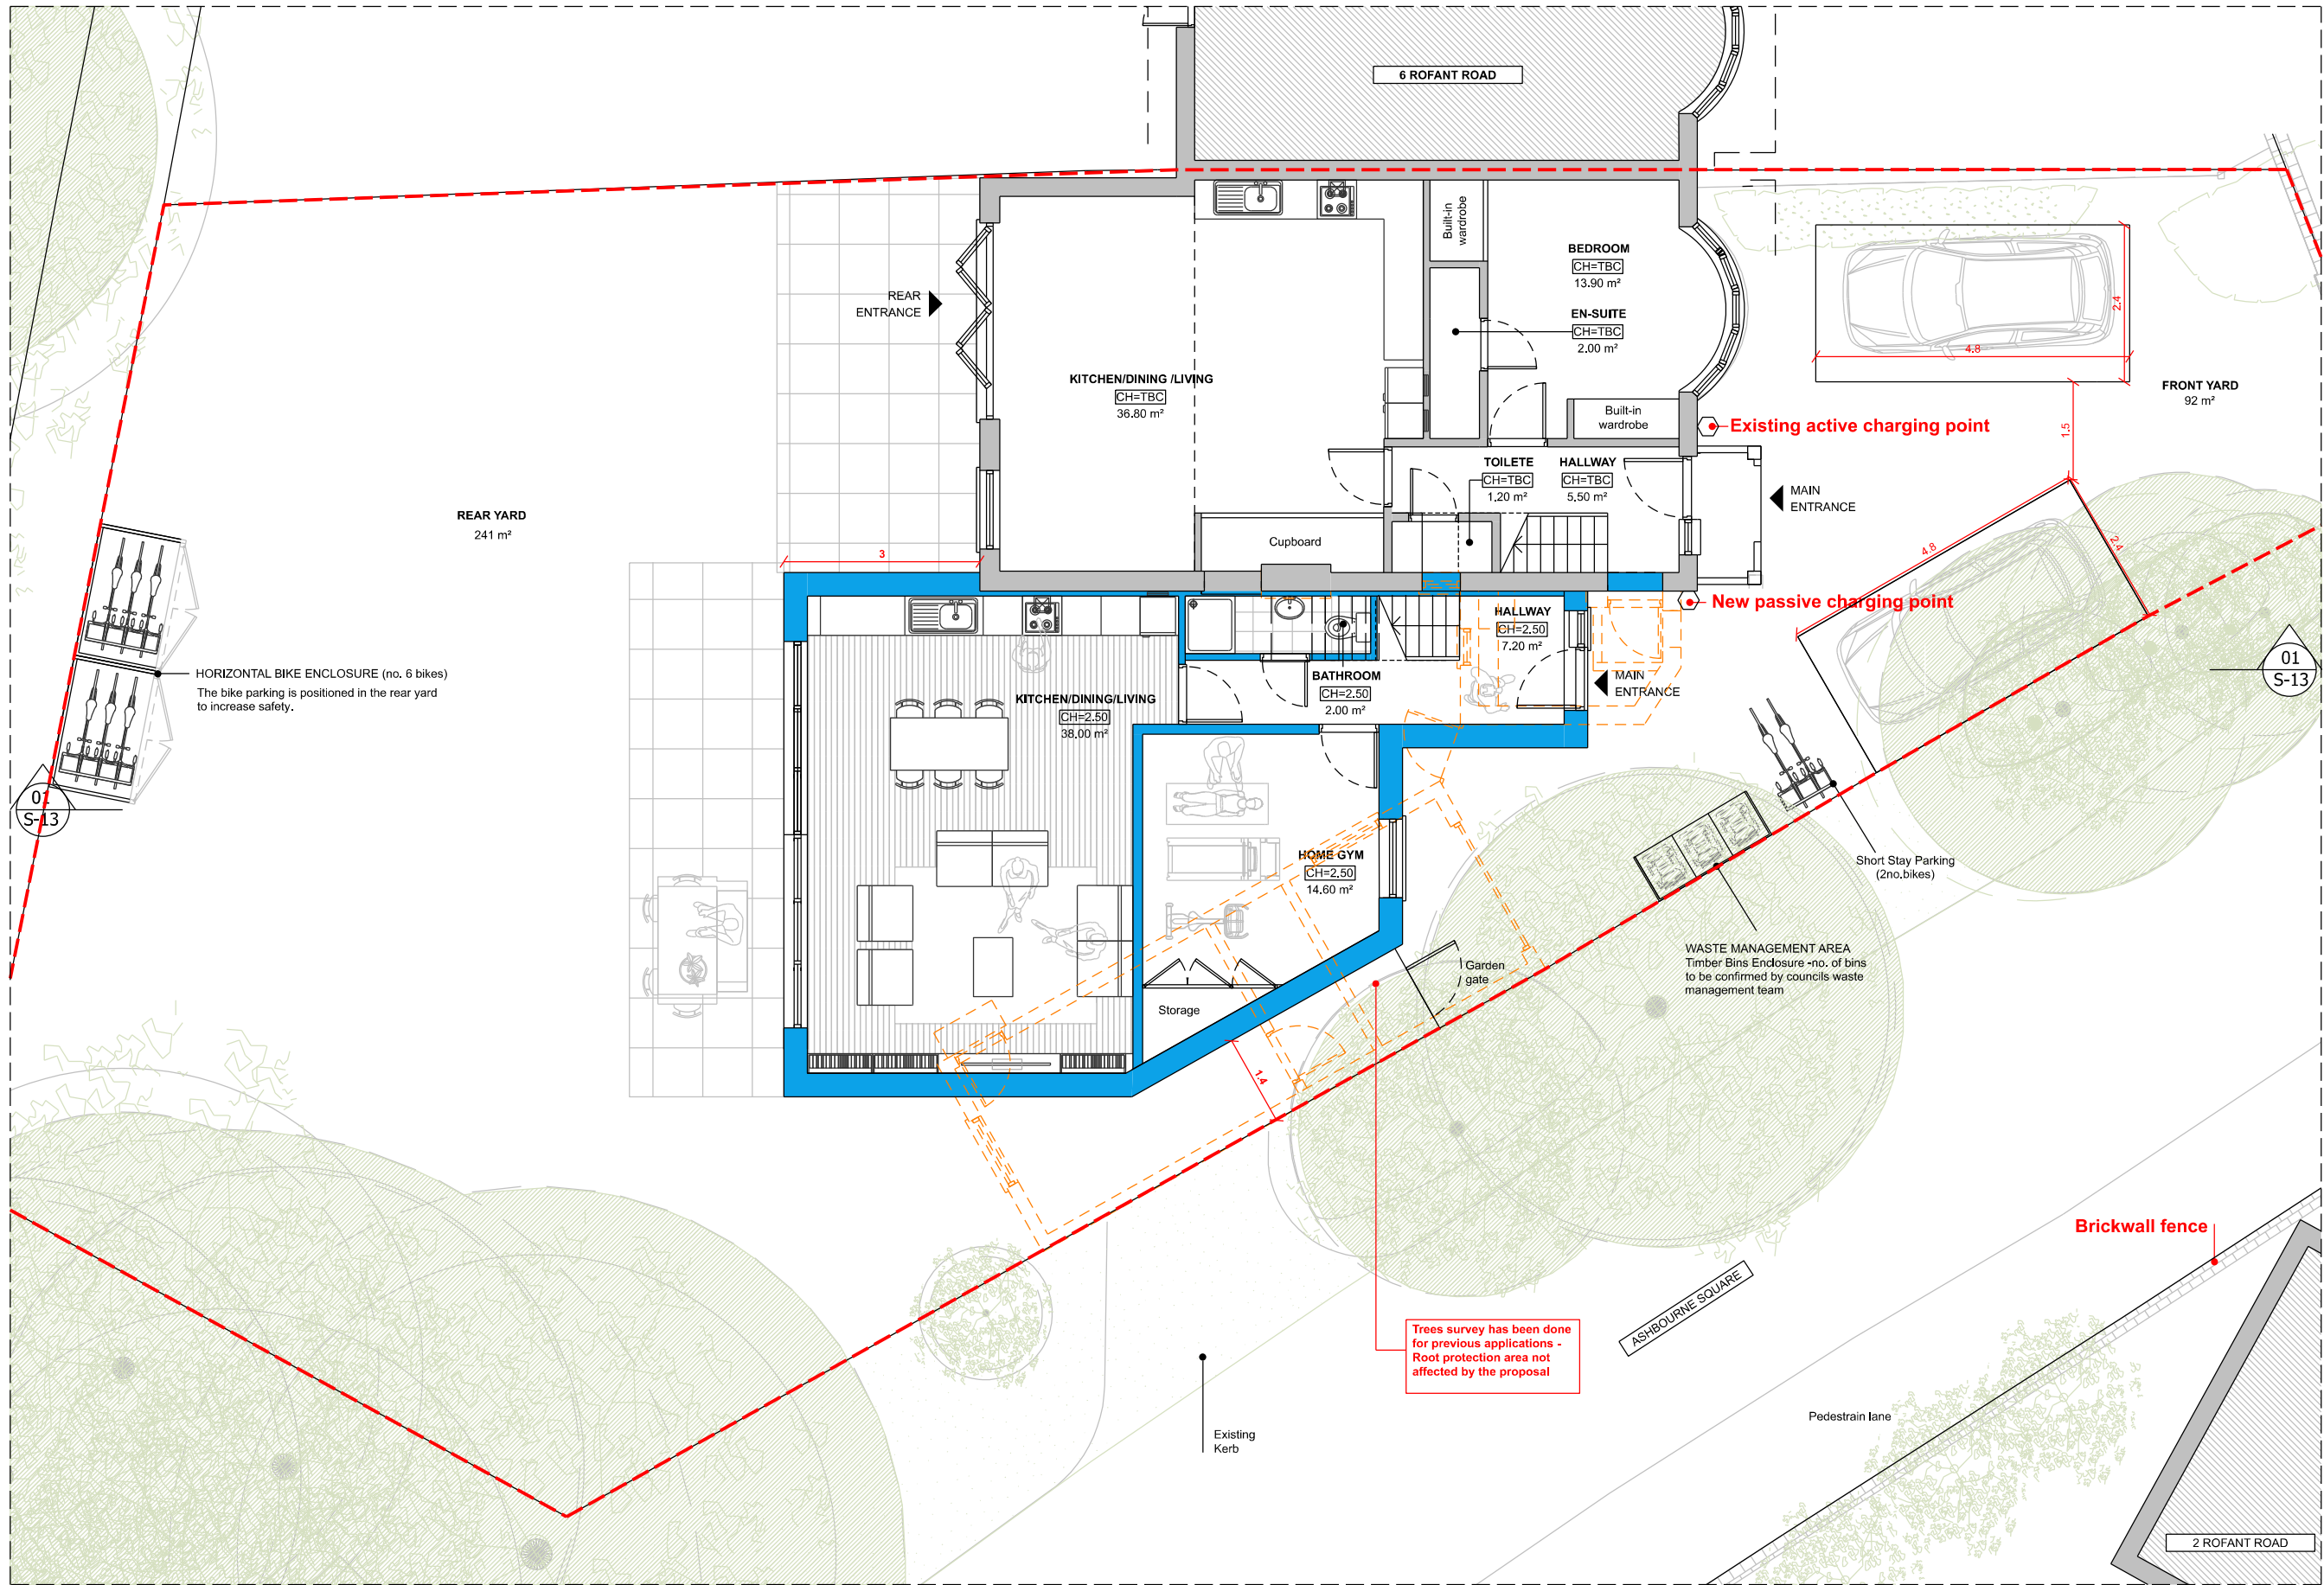 6 ROFANT ROAD
Built-in
wardrobe
BEDROOM
CH=TBC
13.90 m²
EN-SUITE
CH=TBC
2.00 m²
2.4
4.8
REAR
ENTRANCE
KITCHEN/DINING /LIVING
CH=TBC
36.80 m²
FRONT YARD
92 m²
Built-in
wardrobe
Existing active charging point
1.5
TOILETE
CH=TBC
1.20 m²
HALLWAY
CH=TBC
5.50 m²
MAIN
ENTRANCE
REAR YARD
241 m²
Cupboard
3
4.8
2.4
New passive charging point
HALLWAY
CH=2.50
7.20 m²
MAIN
ENTRANCE
01
S-13
HORIZONTAL BIKE ENCLOSURE (no. 6 bikes)
The bike parking is positioned in the rear yard
to increase safety.
KITCHEN/DINING/LIVING
CH=2.50
38.00 m²
BATHROOM
CH=2.50
2.00 m²
01
S-13
HOME GYM
CH=2.50
14.60 m²
Short Stay Parking
(2no.bikes)
WASTE MANAGEMENT AREA
Timber Bins Enclosure -no. of bins
to be confirmed by councils waste
management team
Garden
gate
Storage
1.4
Brickwall fence
ASHBOURNE SQUARE
Trees survey has been done
for previous applications -
Root protection area not
affected by the proposal
Pedestrain lane
Existing
Kerb
2 ROFANT ROAD